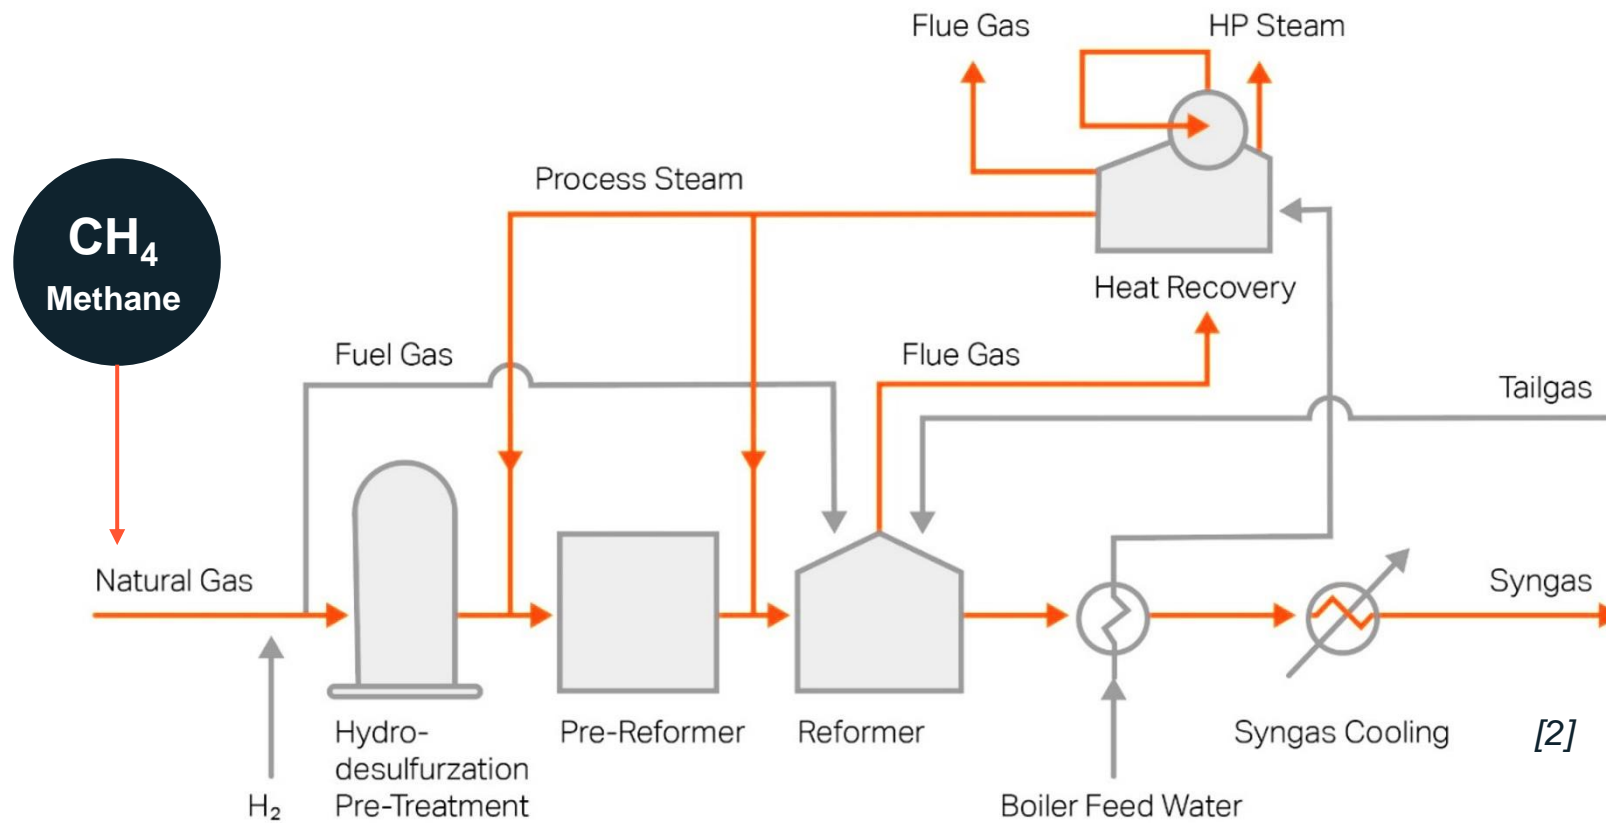 Flue Gas
HP Steam
Process Steam
CH₄
Methane
Heat Recovery
Fuel Gas
Flue Gas
Tailgas
Natural Gas
Syngas
Hydro-
desulfurzation
Pre-Treatment
Pre-Reformer
Reformer
Syngas Cooling
[2]
H₂
Boiler Feed Water